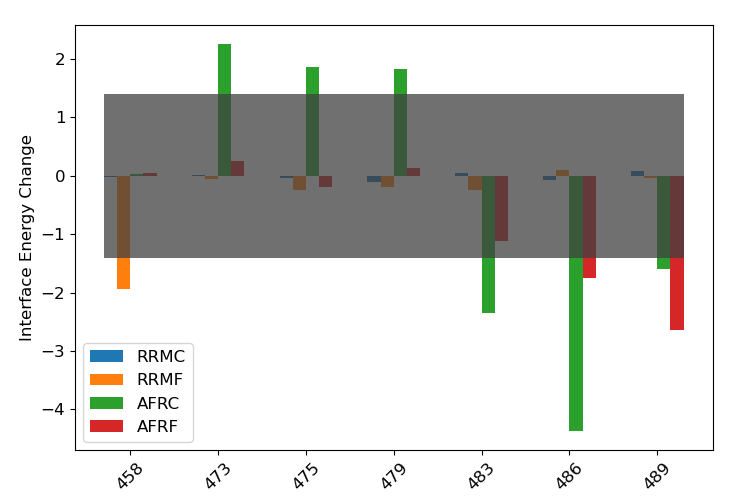 2
1
0
−1
−2
−3
−4
Interface Energy Change
RRMC
RRMF
AFRC
AFRF
458
473
475
479
483
486
489